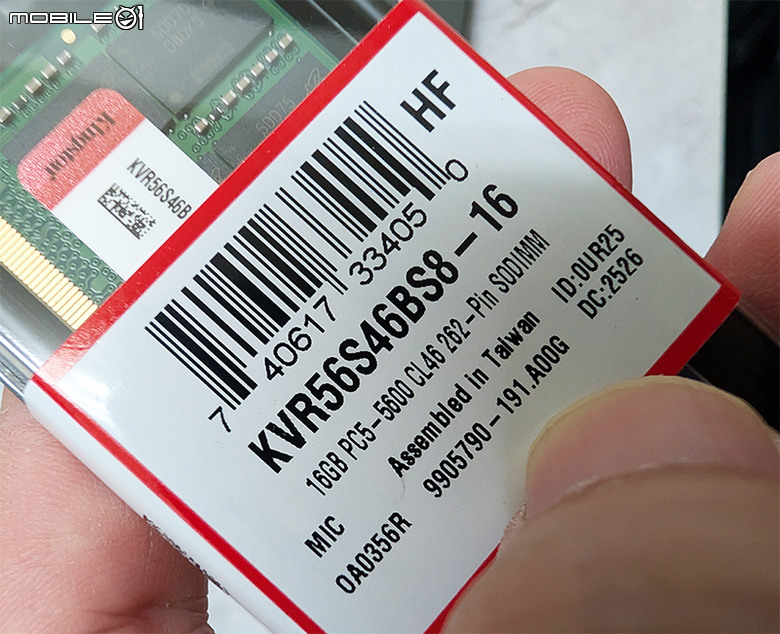 MOBILE01
Kingston
KVR56S46B
HF
7 40617 33405 0
KVR56S46BS8-16
16GB PC5-5600 CL46 262-Pin SODIMM
Assembled in Taiwan
ID:0UR25
9905790-191.A00G
DC:2526
MIC
0A0356R